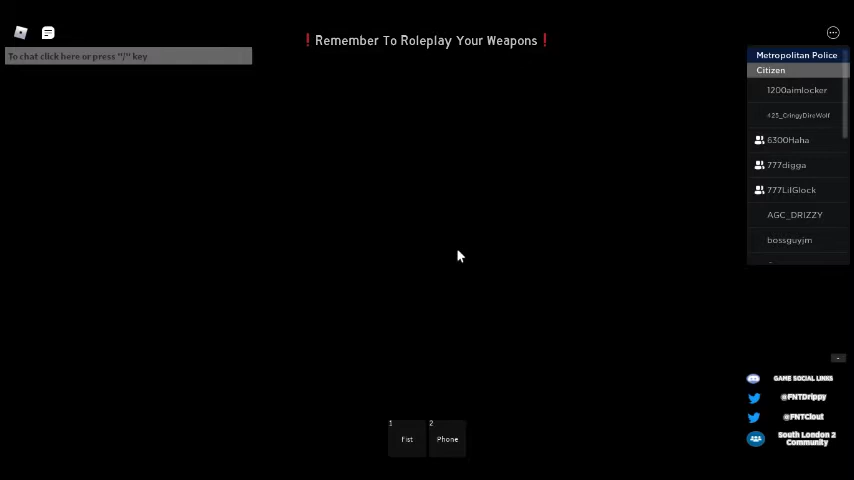 ❗Remember To Roleplay Your Weapons❗
To chat click here or press "/" key
Metropolitan Police
Citizen
1200aimlocker
425_CringyDireWolf
6300Haha
777digga
777LilGlock
AGC_DRIZZY
bossguyjm
GAME SOCIAL LINKS
@FNTDrippy
@FNTClout
South London 2
Community
1
Fist
2
Phone